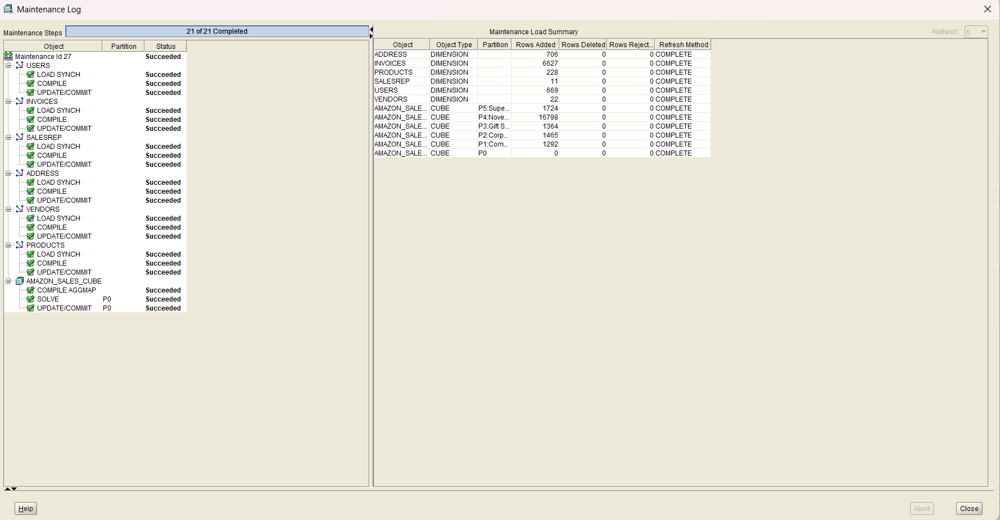 Maintenance Log
Maintenance Steps 21 of 21 Completed
Object Partition Status
Maintenance Id 27 Succeeded
USERS
LOAD SYNCH Succeeded
COMPILE Succeeded
UPDATE/COMMIT Succeeded
INVOICES
LOAD SYNCH Succeeded
COMPILE Succeeded
UPDATE/COMMIT Succeeded
SALESREP
LOAD SYNCH Succeeded
COMPILE Succeeded
UPDATE/COMMIT Succeeded
ADDRESS
LOAD SYNCH Succeeded
COMPILE Succeeded
UPDATE/COMMIT Succeeded
VENDORS
LOAD SYNCH Succeeded
COMPILE Succeeded
UPDATE/COMMIT Succeeded
PRODUCTS
LOAD SYNCH Succeeded
COMPILE Succeeded
UPDATE/COMMIT Succeeded
AMAZON_SALES_CUBE
COMPILE AGGMAP Succeeded
SOLVE P0 Succeeded
UPDATE/COMMIT P0 Succeeded
Maintenance Load Summary Refresh: 5
Object Object Type Partition Rows Added Rows Deleted Rows Reject... Refresh Method
ADDRESS DIMENSION 706 0 0 COMPLETE
INVOICES DIMENSION 6627 0 0 COMPLETE
PRODUCTS DIMENSION 228 0 0 COMPLETE
SALESREP DIMENSION 11 0 0 COMPLETE
USERS DIMENSION 669 0 0 COMPLETE
VENDORS DIMENSION 22 0 0 COMPLETE
AMAZON_SALE... CUBE P5:Supe... 1724 0 0 COMPLETE
AMAZON_SALE... CUBE P4:Nove... 16798 0 0 COMPLETE
AMAZON_SALE... CUBE P3:Gift S... 1364 0 0 COMPLETE
AMAZON_SALE... CUBE P2:Corp... 1465 0 0 COMPLETE
AMAZON_SALE... CUBE P1:Com... 1292 0 0 COMPLETE
AMAZON_SALE... CUBE P0 0 0 0 COMPLETE
Help Abort Close